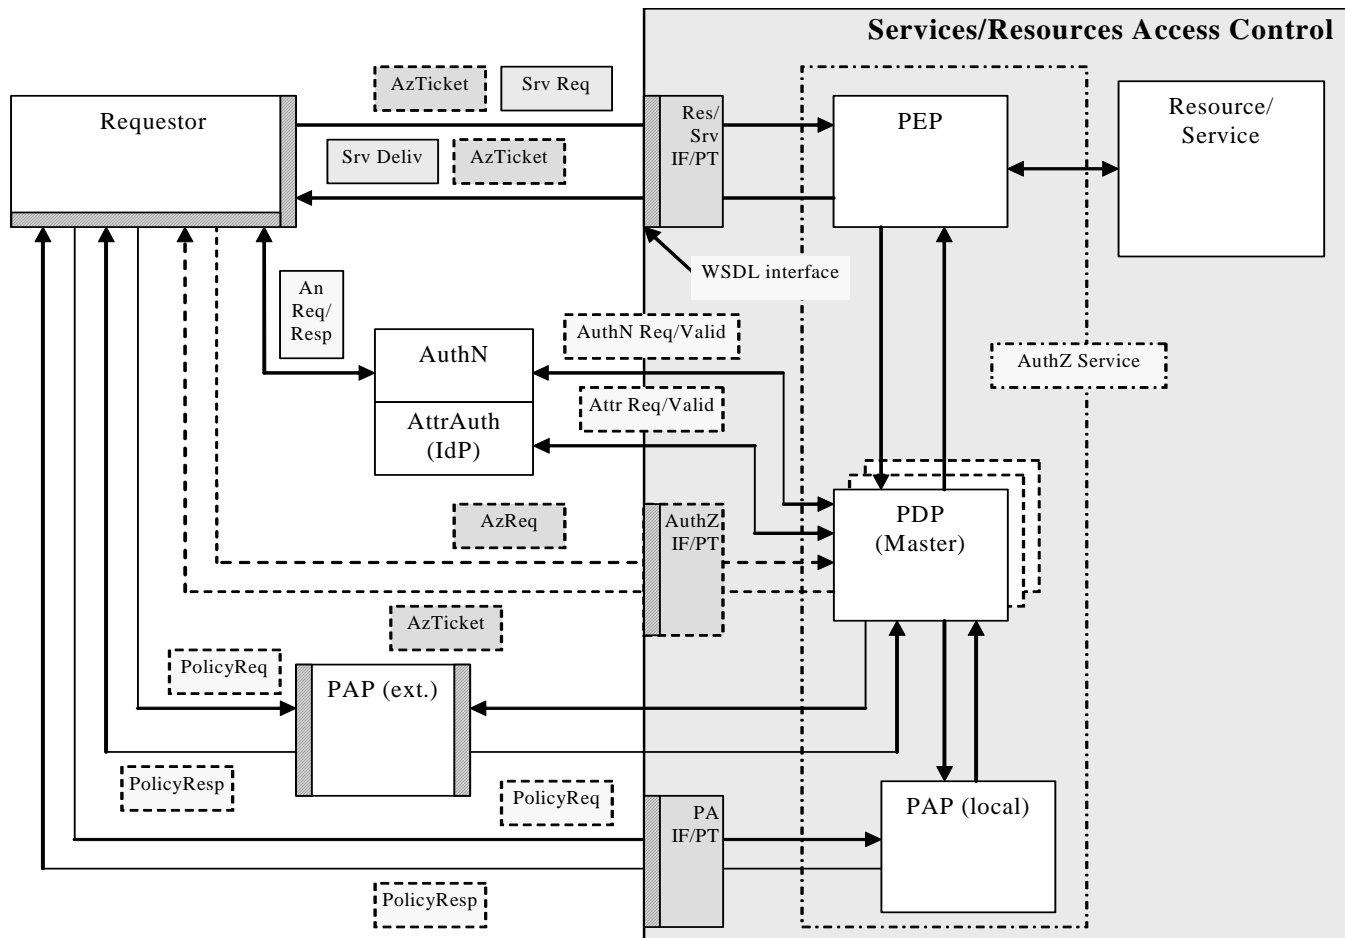 Services/Resources Access Control
AzTicket
Srv Req
Requestor
Res/
Srv
IF/PT
PEP
Resource/
Service
Srv Deliv
AzTicket
WSDL interface
An
Req/
Resp
AuthN Req/Valid
AuthN
AuthZ Service
Attr Req/Valid
AttrAuth
(IdP)
AzReq
AuthZ
IF/PT
PDP
(Master)
AzTicket
PolicyReq
PAP (ext.)
PolicyResp
PolicyReq
PA
IF/PT
PAP (local)
PolicyResp